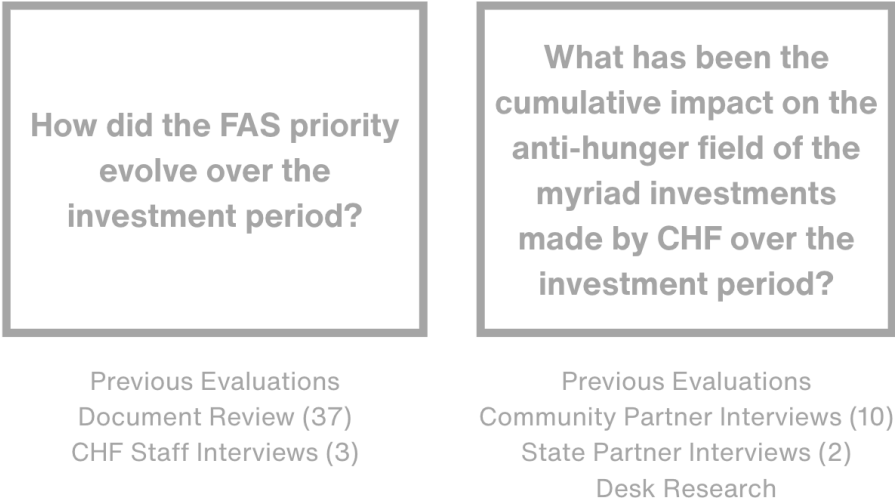 How did the FAS priority
evolve over the
investment period?
Previous Evaluations
Document Review (37)
CHF Staff Interviews (3)
What has been the
cumulative impact on the
anti-hunger field of the
myriad investments
made by CHF over the
investment period?
Previous Evaluations
Community Partner Interviews (10)
State Partner Interviews (2)
Desk Research